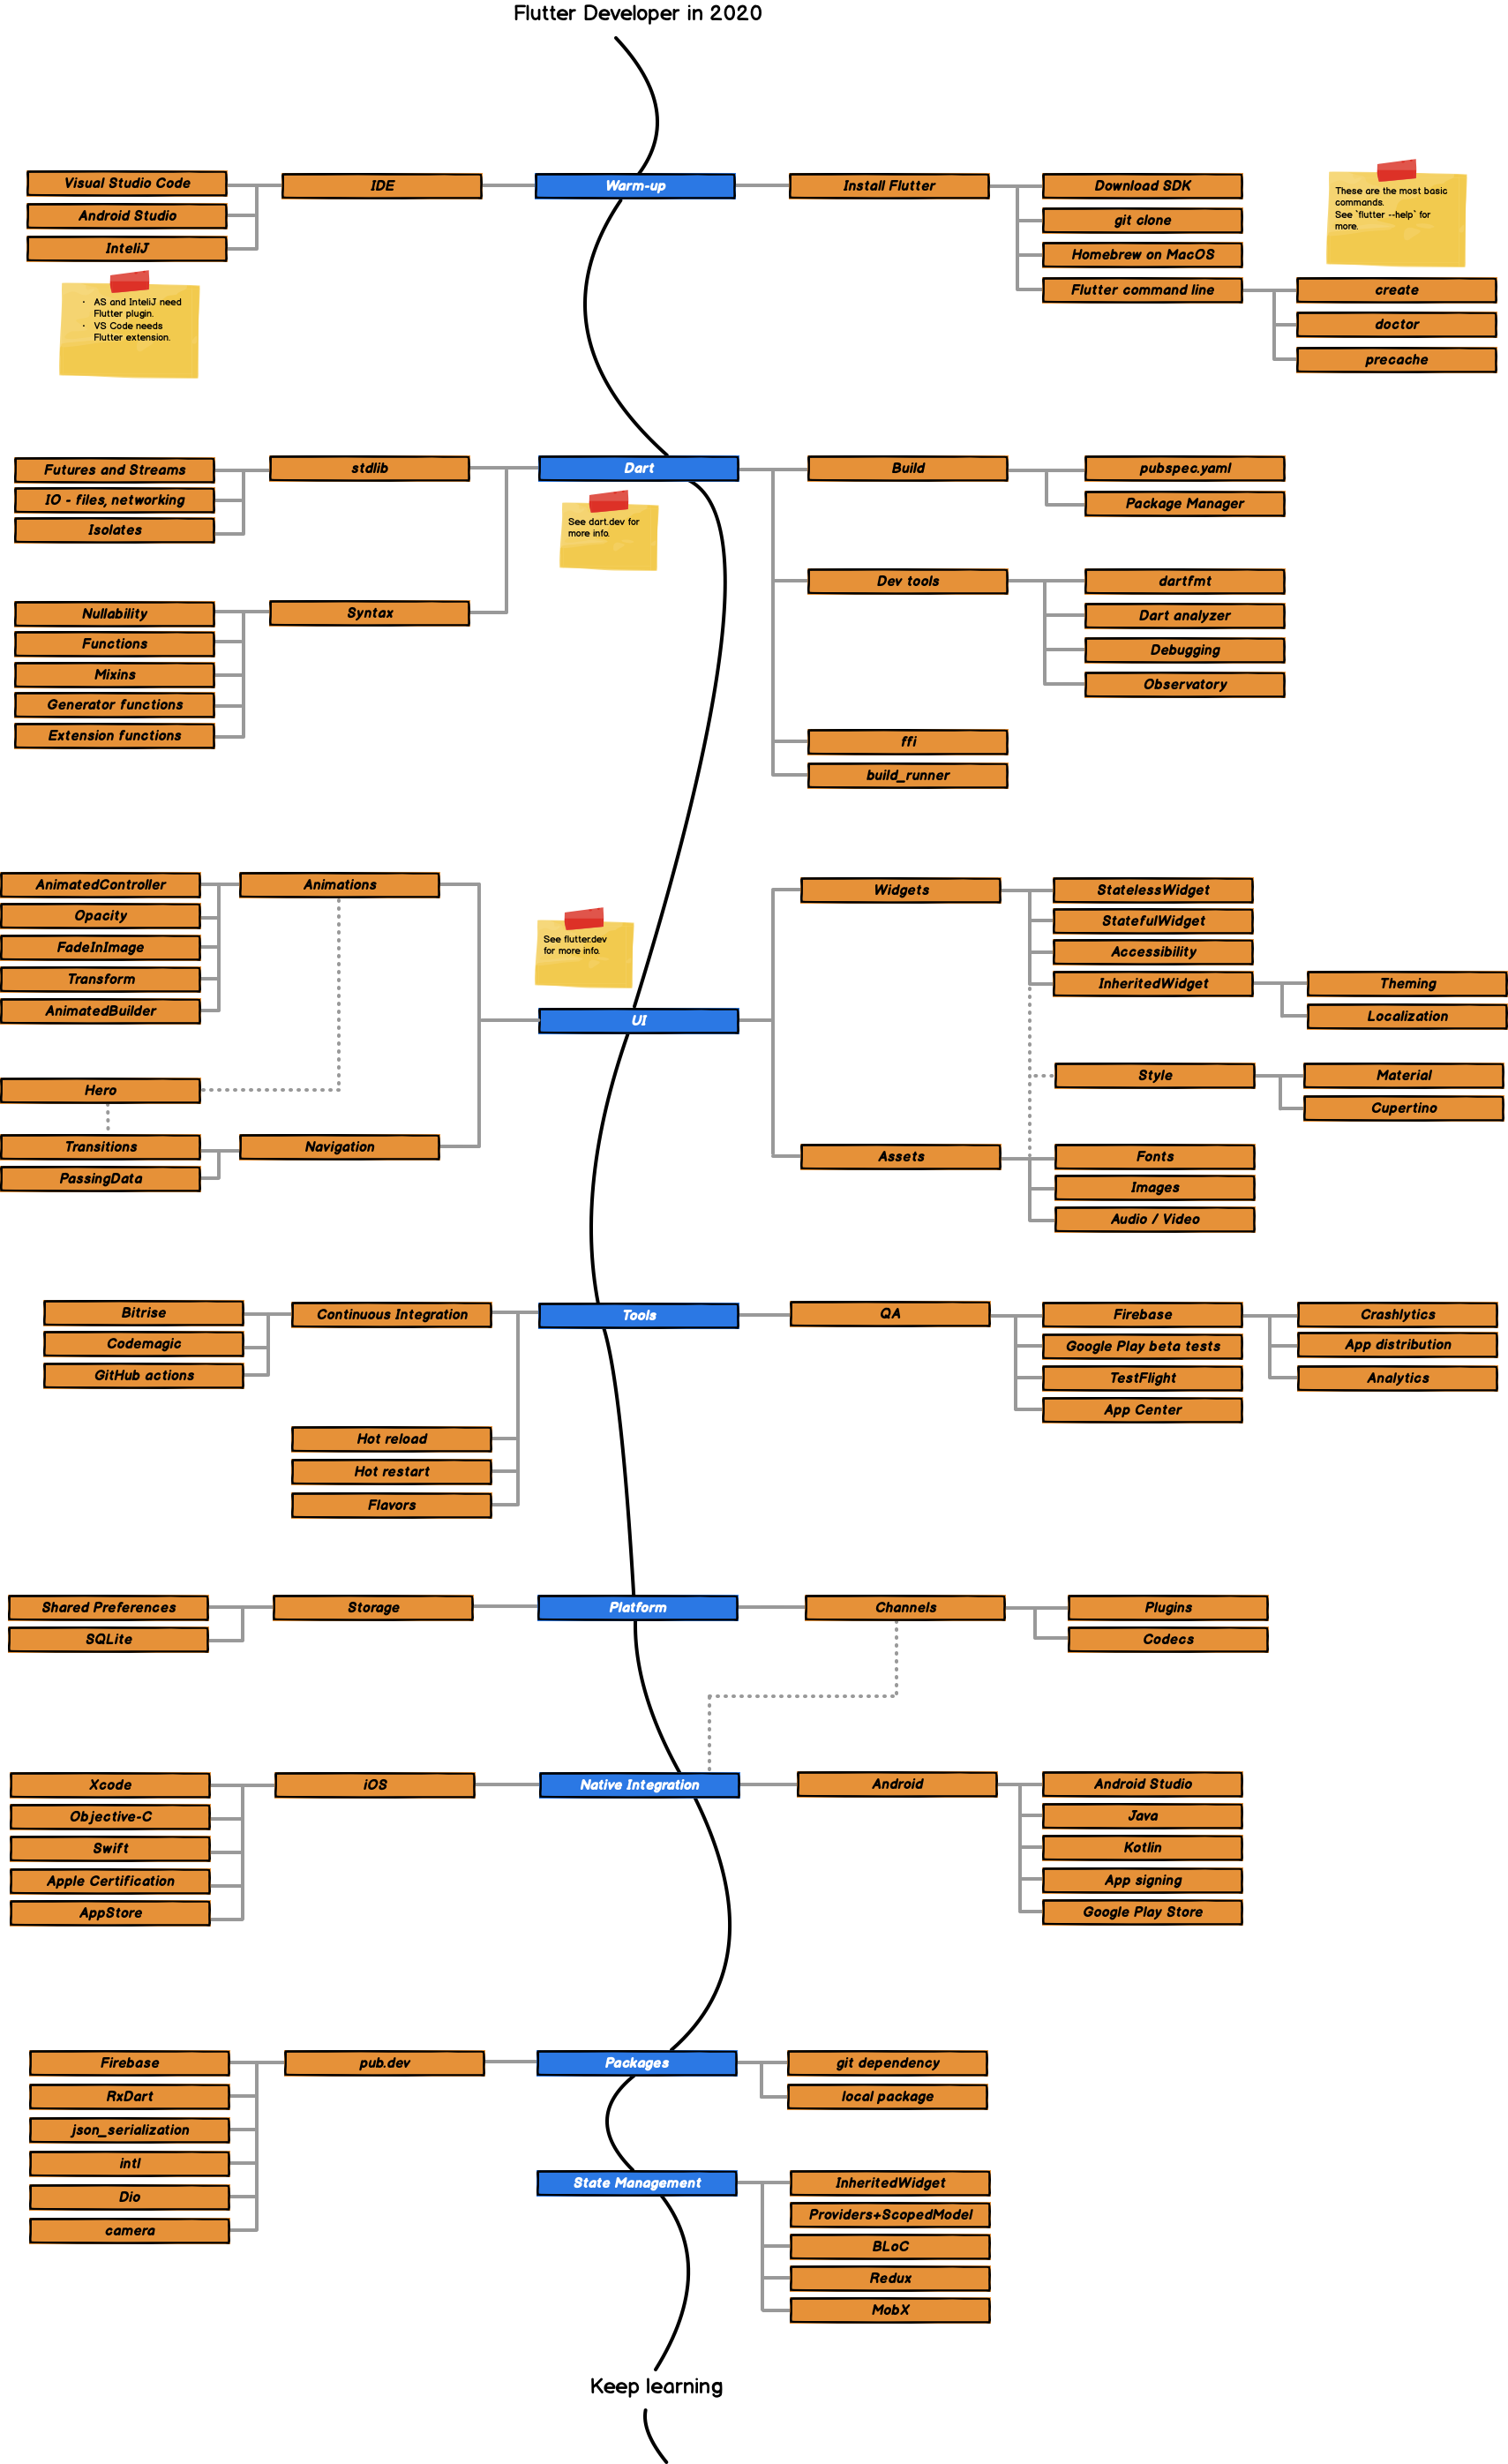 Flutter Developer in 2020
Visual Studio Code
Android Studio
InteliJ
IDE
Warm-up
Install Flutter
Download SDK
git clone
Homebrew on MacOS
Flutter command line
create
doctor
precache
These are the most basic
commands.
See `flutter --help` for
more.
· AS and InteliJ need
Flutter plugin.
· VS Code needs
Flutter extension.
Futures and Streams
IO - files, networking
Isolates
stdlib
Dart
See dart.dev for
more info.
Build
pubspec.yaml
Package Manager
Nullability
Functions
Mixins
Generator functions
Extension functions
Syntax
Dev tools
dartfmt
Dart analyzer
Debugging
Observatory
ffi
build_runner
AnimatedController
Opacity
FadeInImage
Transform
AnimatedBuilder
Animations
See flutter.dev
for more info.
UI
Widgets
StatelessWidget
StatefulWidget
Accessibility
InheritedWidget
Theming
Localization
Hero
Transitions
PassingData
Navigation
Style
Material
Cupertino
Assets
Fonts
Images
Audio / Video
Bitrise
Codemagic
GitHub actions
Continuous Integration
Tools
QA
Firebase
Google Play beta tests
TestFlight
App Center
Crashlytics
App distribution
Analytics
Hot reload
Hot restart
Flavors
Shared Preferences
SQLite
Storage
Platform
Channels
Plugins
Codecs
Xcode
Objective-C
Swift
Apple Certification
AppStore
iOS
Native Integration
Android
Android Studio
Java
Kotlin
App signing
Google Play Store
Firebase
RxDart
json_serialization
intl
Dio
camera
pub.dev
Packages
git dependency
local package
State Management
InheritedWidget
Providers+ScopedModel
BLoC
Redux
MobX
Keep learning